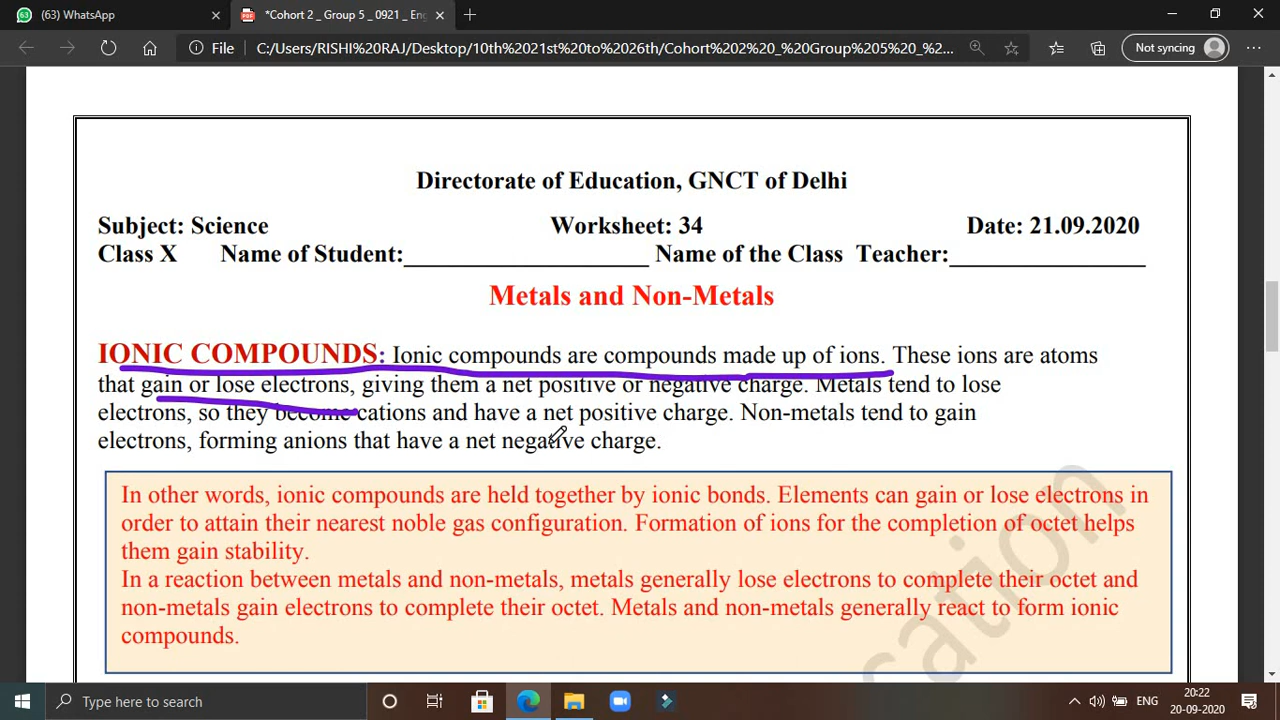 (63) WhatsApp
*Cohort 2 _ Group 5 _ 0921 _ Eng
File C:/Users/RISHI%20RAJ/Desktop/10th%2021st%20to%2026th/Cohort%202%20_%20Group%205%20_%2... Not syncing
Directorate of Education, GNCT of Delhi
Subject: Science Worksheet: 34 Date: 21.09.2020
Class X Name of Student:____________________ Name of the Class Teacher:________________
Metals and Non-Metals
IONIC COMPOUNDS: Ionic compounds are compounds made up of ions. These ions are atoms
that gain or lose electrons, giving them a net positive or negative charge. Metals tend to lose
electrons, so they become cations and have a net positive charge. Non-metals tend to gain
electrons, forming anions that have a net negative charge.
In other words, ionic compounds are held together by ionic bonds. Elements can gain or lose electrons in
order to attain their nearest noble gas configuration. Formation of ions for the completion of octet helps
them gain stability.
In a reaction between metals and non-metals, metals generally lose electrons to complete their octet and
non-metals gain electrons to complete their octet. Metals and non-metals generally react to form ionic
compounds.
cation
Type here to search
ENG
20:22
20-09-2020